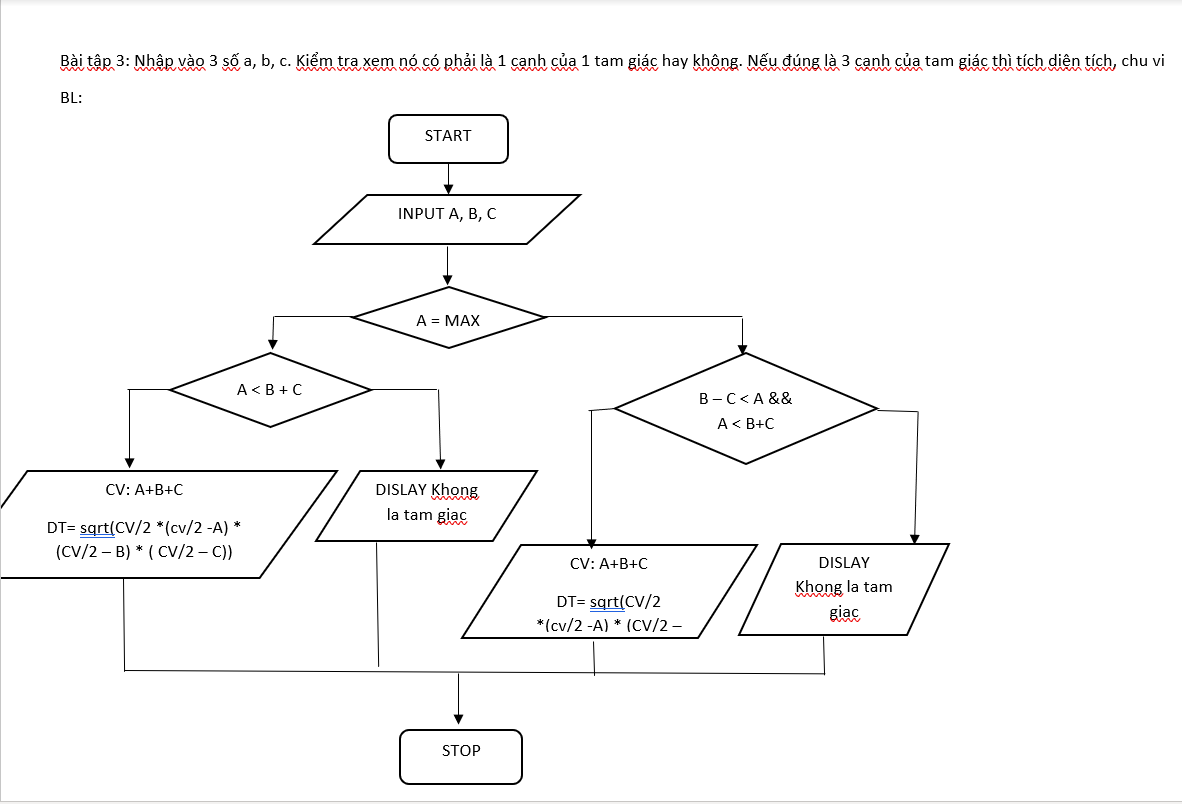 Bài tập 3: Nhập vào 3 số a, b, c. Kiểm tra xem nó có phải là 1 cạnh của 1 tam giác hay không. Nếu đúng là 3 cạnh của tam giác thì tích diện tích, chu vi
BL:
START
INPUT A, B, C
A = MAX
A < B + C
B – C < A &&
A < B+C
CV: A+B+C
DT= sqrt(CV/2 *(cv/2 -A) *
(CV/2 – B) * ( CV/2 – C))
DISLAY Khong
la tam giac
CV: A+B+C
DT= sqrt(CV/2
*(cv/2 -A) * (CV/2 –
DISLAY
Khong la tam
giac
STOP